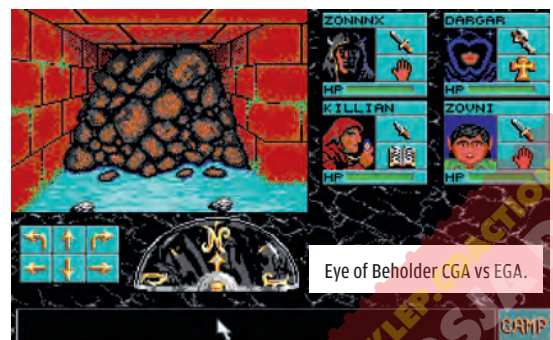 ZONNNX
DARGAR
HP
HP
KILLIAN
ZOVNI
HP
HP
N
Eye of Beholder CGA vs EGA.
CAMP